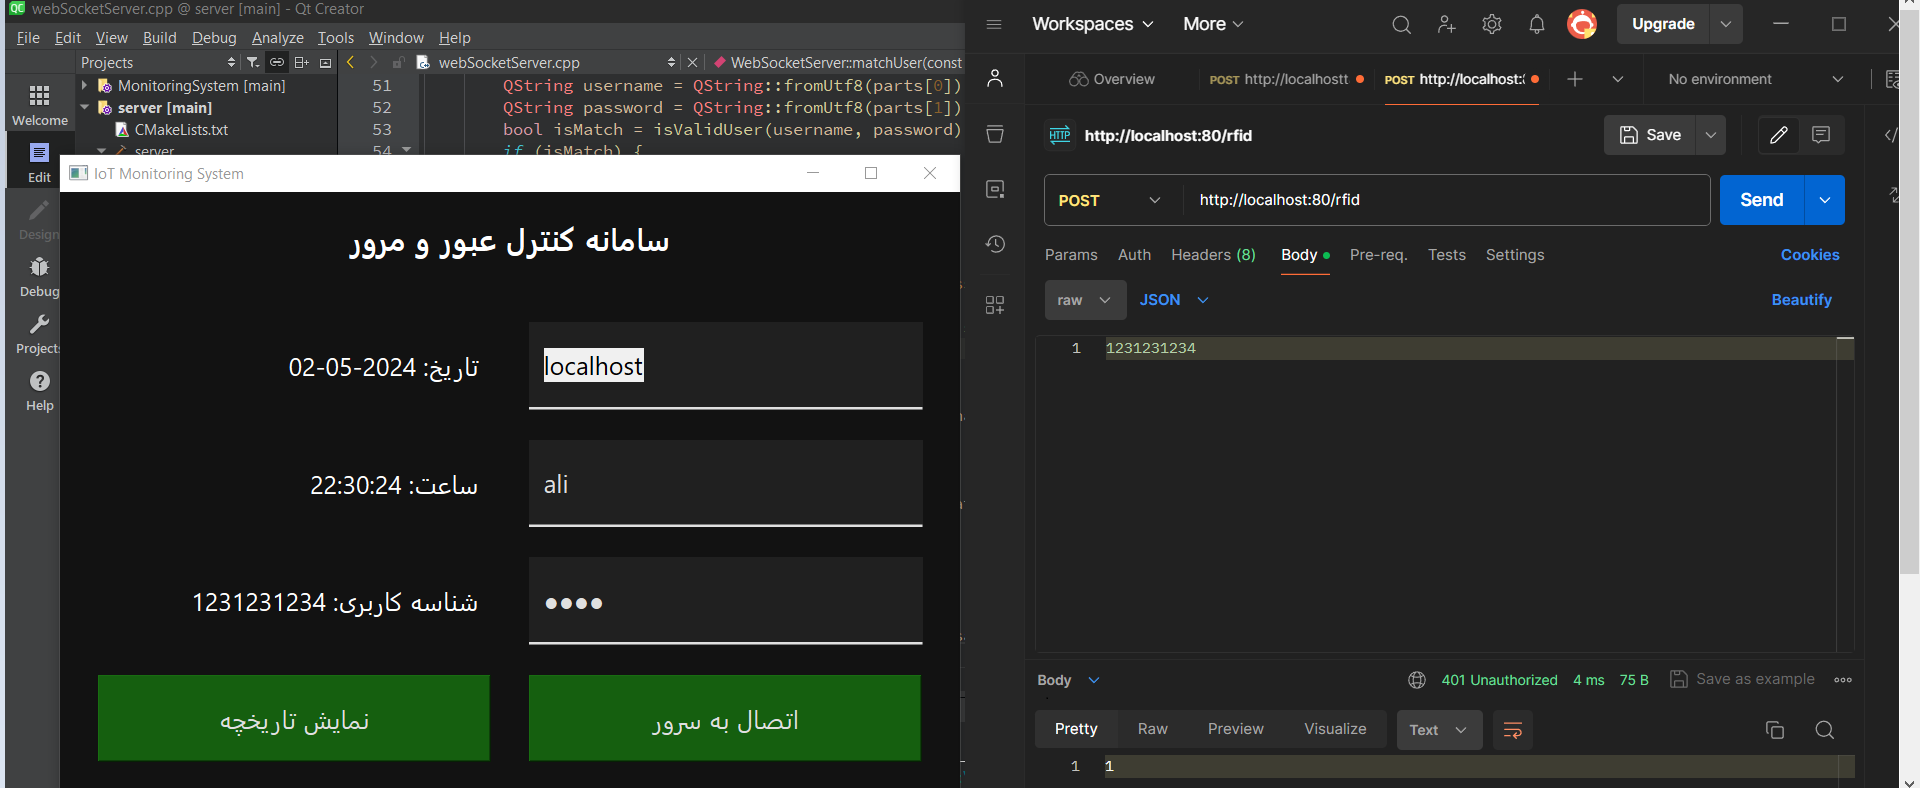 webSocketServer.cpp @ server [main] - Qt Creator
File Edit View Build Debug Analyze Tools Window Help
Projects
webSocketServer.cpp
WebSocketServer::matchUser(const
Welcome
Edit
Design
Debug
Projects
Help
MonitoringSystem [main]
server [main]
CMakeLists.txt
server
51 QString username = QString::fromUtf8(parts[0])
52 QString password = QString::fromUtf8(parts[1])
53 bool isMatch = isValidUser(username, password)
54 if (isMatch) {
IoT Monitoring System
سامانه کنترل عبور و مرور
تاریخ: 2024-05-02
localhost
ساعت: 22:30:24
ali
شناسه کاربری: 1231231234
●●●●
نمایش تاریخچه
اتصال به سرور
Workspaces More Upgrade
Overview
POST http://localhostt
POST http://localhost:
No environment
HTTP http://localhost:80/rfid
Save
POST http://localhost:80/rfid
Send
Params Auth Headers (8) Body Pre-req. Tests Settings Cookies
raw JSON Beautify
1 1231231234
Body 401 Unauthorized 4 ms 75 B Save as example
Pretty Raw Preview Visualize Text
1 1